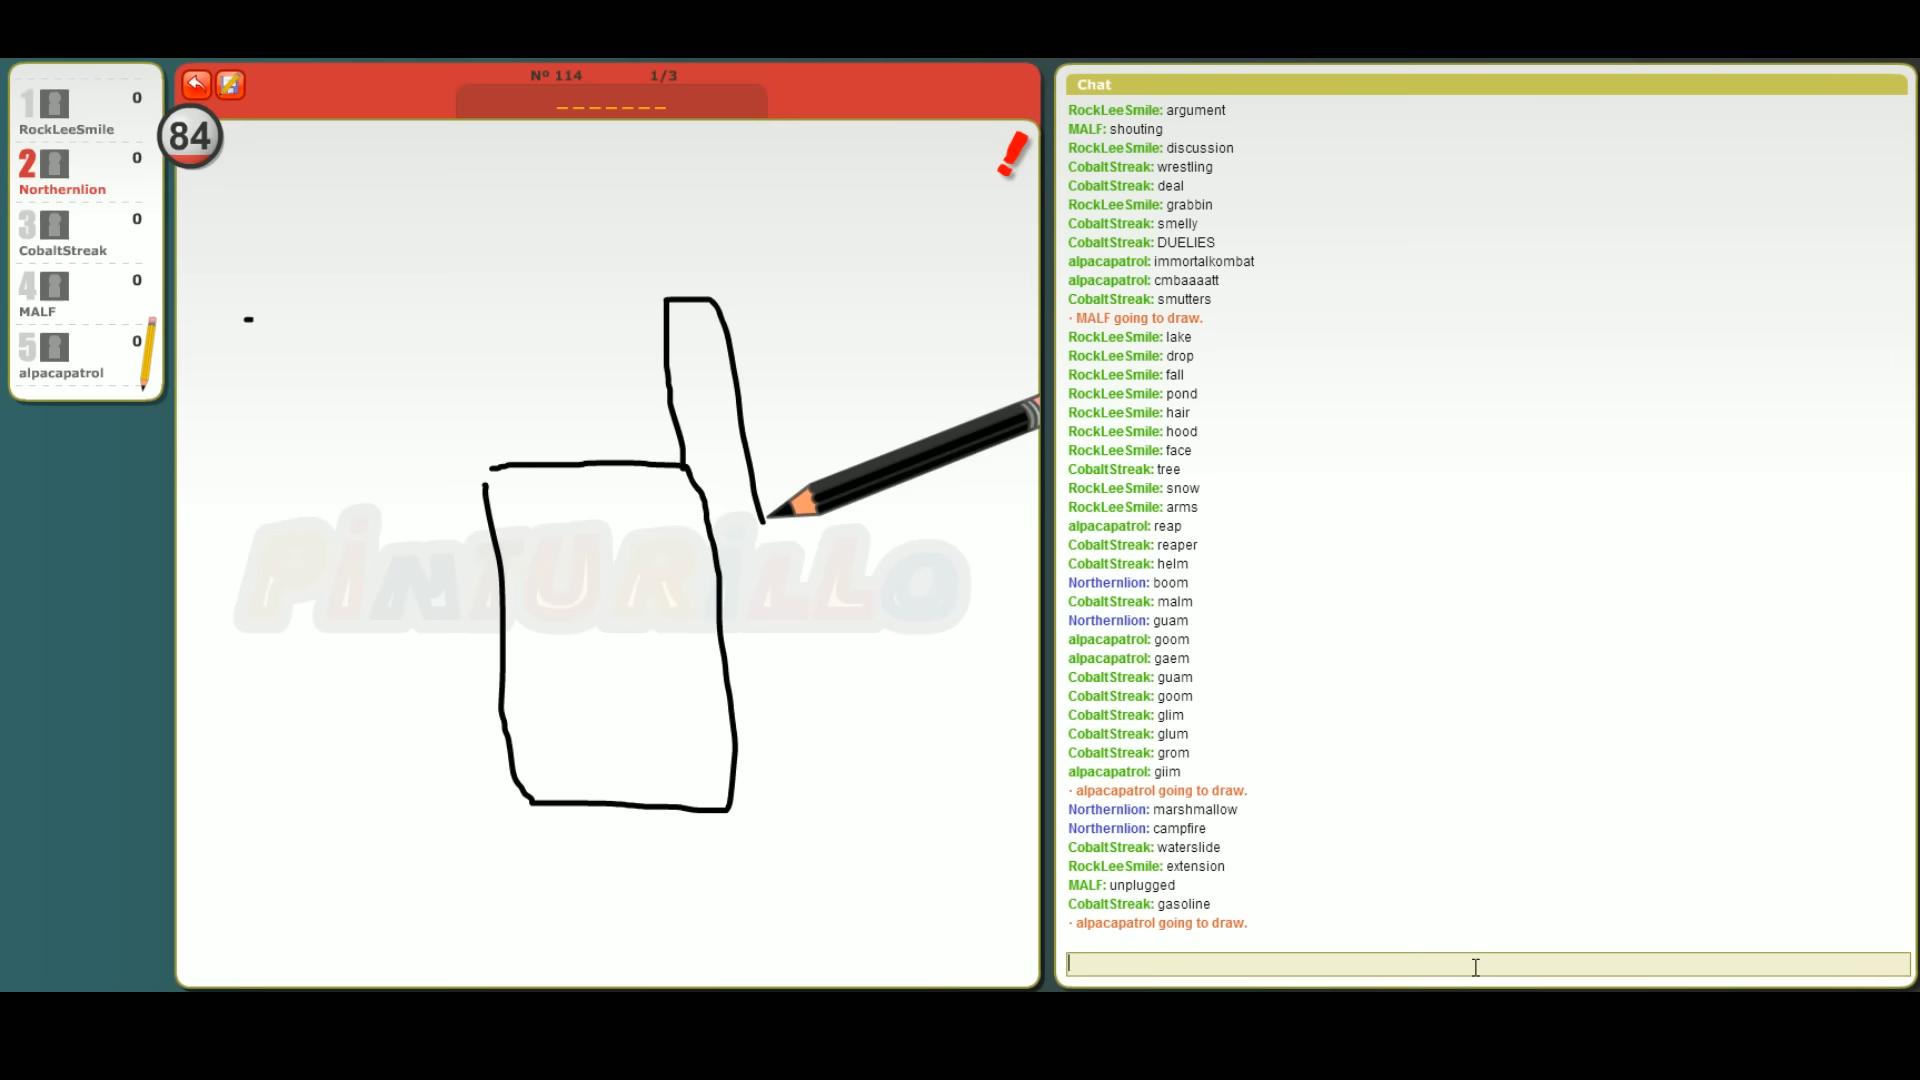 Nº 114 1/3
_ _ _ _ _ _ _
84
1 0
RockLeeSmile
2 0
Northernlion
3 0
CobaltStreak
4 0
MALF
5 0
alpacapatrol
PiNTURiLLO
Chat
RockLeeSmile: argument
MALF: shouting
RockLeeSmile: discussion
CobaltStreak: wrestling
CobaltStreak: deal
RockLeeSmile: grabbin
CobaltStreak: smelly
CobaltStreak: DUELIES
alpacapatrol: immortalkombat
alpacapatrol: cmbaaaatt
CobaltStreak: smutters
· MALF going to draw.
RockLeeSmile: lake
RockLeeSmile: drop
RockLeeSmile: fall
RockLeeSmile: pond
RockLeeSmile: hair
RockLeeSmile: hood
RockLeeSmile: face
CobaltStreak: tree
RockLeeSmile: snow
RockLeeSmile: arms
alpacapatrol: reap
CobaltStreak: reaper
CobaltStreak: helm
Northernlion: boom
CobaltStreak: malm
Northernlion: guam
alpacapatrol: goom
alpacapatrol: gaem
CobaltStreak: guam
CobaltStreak: goom
CobaltStreak: glim
CobaltStreak: glum
CobaltStreak: grom
alpacapatrol: giim
· alpacapatrol going to draw.
Northernlion: marshmallow
Northernlion: campfire
CobaltStreak: waterslide
RockLeeSmile: extension
MALF: unplugged
CobaltStreak: gasoline
· alpacapatrol going to draw.